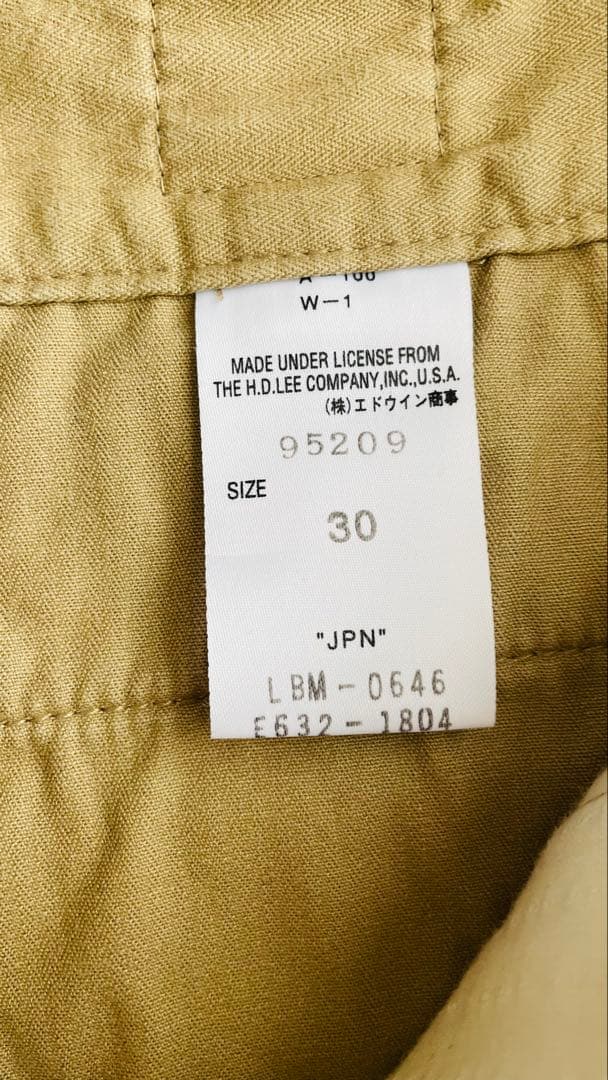 A-166
W-1
MADE UNDER LICENSE FROM
THE H.D.LEE COMPANY,INC.,U.S.A.
(株)エドウイン商事
95209
SIZE
30
"JPN"
LBM-0646
E632-1804